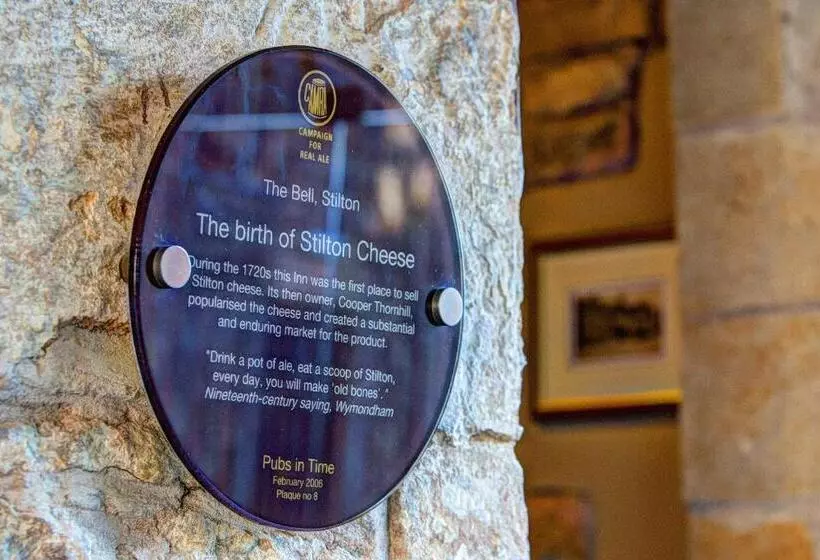 CAMRA
CAMPAIGN
FOR
REAL ALE
The Bell, Stilton
The birth of Stilton Cheese
During the 1720s this Inn was the first place to sell
Stilton cheese. Its then owner, Cooper Thornhill,
popularised the cheese and created a substantial
and enduring market for the product.
"Drink a pot of ale, eat a scoop of Stilton,
every day, you will make 'old bones'."
Nineteenth-century saying, Wymondham
Pubs in Time
February 2006
Plaque no 8